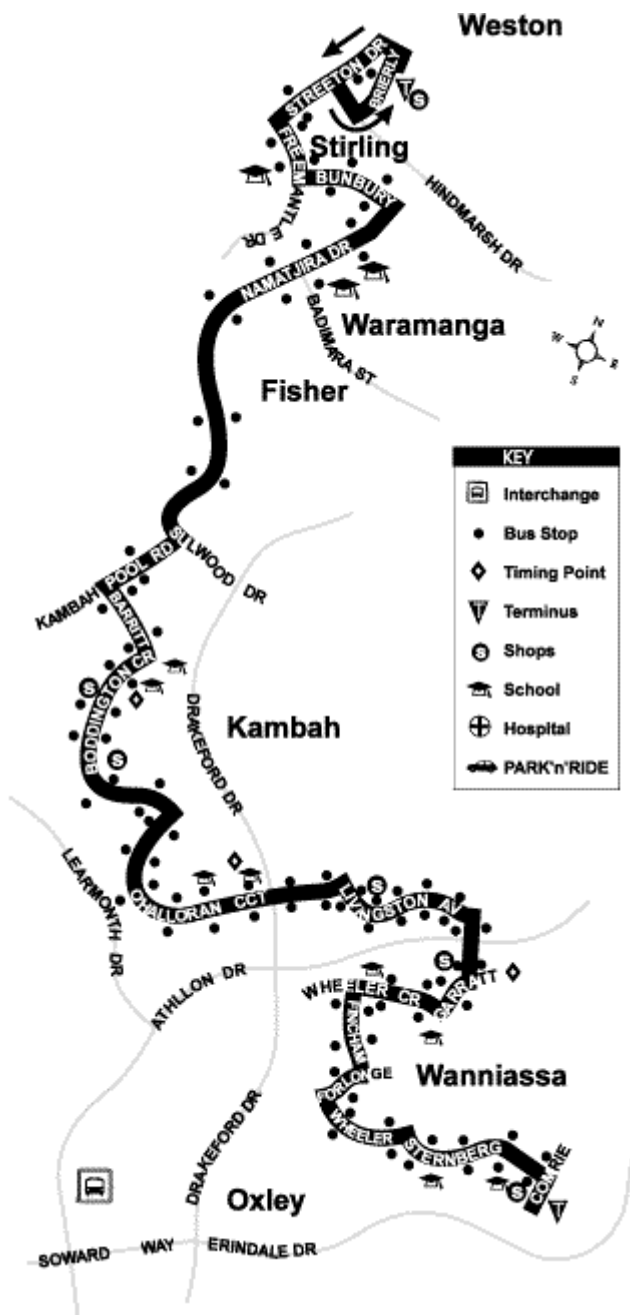 Weston
STREETON DR
BRIERLY
T
S
Stirling
FREEMANTLE DR
BUNBURY
HINDMARSH DR
NAMATJIRA DR
BADIMARA ST
Waramanga
N
W
E
S
Fisher
KEY
Interchange
Bus Stop
Timing Point
T
Terminus
S
Shops
School
Hospital
PARK'n'RIDE
SULWOOD DR
KAMBAH POOL RD
BARRITT
BODDINGTON CR
S
S
DRAKEFORD DR
Kambah
LEARMONTH DR
O'HALLORAN CCT
LIVINGSTON AV
S
ATHLLON DR
S
WHEELER CR
GARRATT
FINCHAM
FORLONGE
Wanniassa
WHEELER
STERNBERG
COMRIE
S
T
DRAKEFORD DR
Oxley
SOWARD WAY
ERINDALE DR